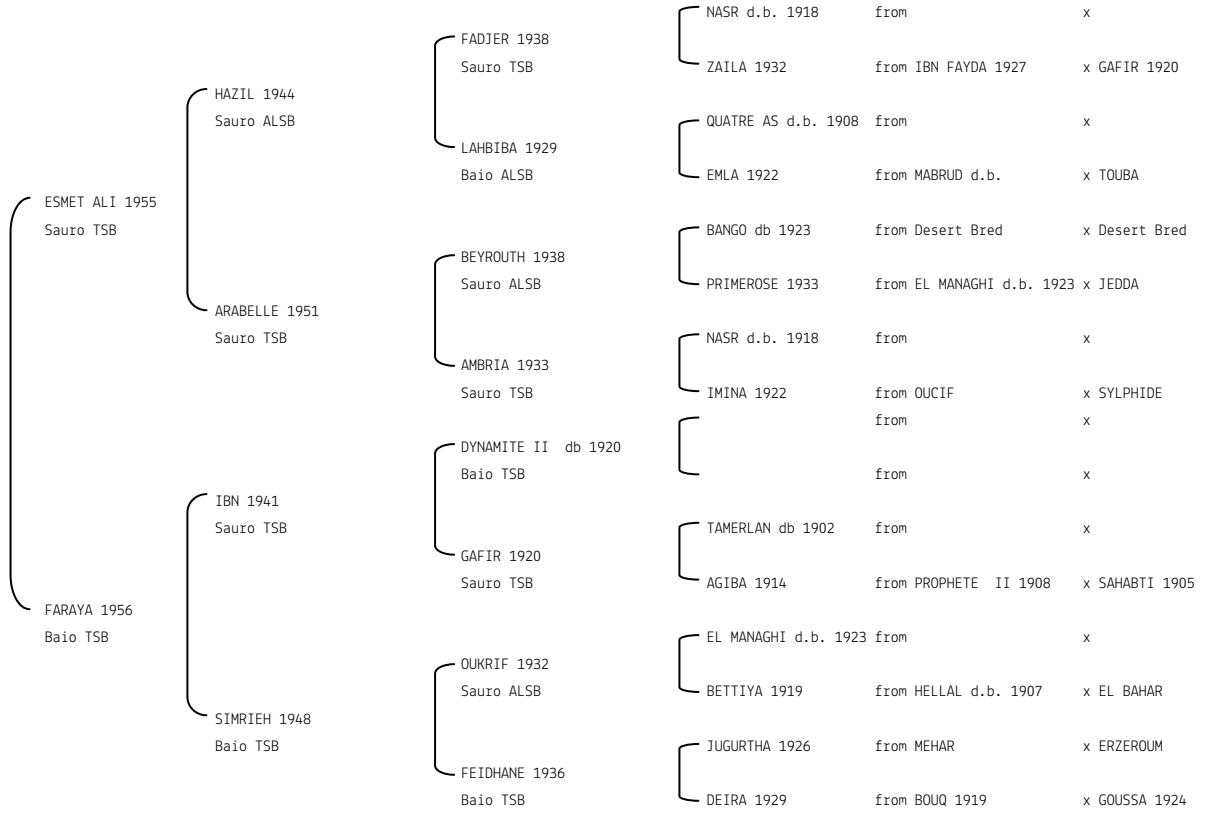 NASR d.b. 1918 from x
FADJER 1938
Sauro TSB ZAILA 1932 from IBN FAYDA 1927 x GAFIR 1920
HAZIL 1944
Sauro ALSB QUATRE AS d.b. 1908 from x
LAHBIBA 1929
Baio ALSB EMLA 1922 from MABRUD d.b. x TOUBA
ESMET ALI 1955
Sauro TSB BANGO db 1923 from Desert Bred x Desert Bred
BEYROUTH 1938
Sauro ALSB PRIMEROSE 1933 from EL MANAGHI d.b. 1923 x JEDDA
ARABELLE 1951
Sauro TSB NASR d.b. 1918 from x
AMBRIA 1933
Sauro TSB IMINA 1922 from OUCIF x SYLPHIDE
from x
DYNAMITE II db 1920
Baio TSB from x
IBN 1941
Sauro TSB TAMERLAN db 1902 from x
GAFIR 1920
Sauro TSB AGIBA 1914 from PROPHETE II 1908 x SAHABTI 1905
FARAYA 1956
Baio TSB EL MANAGHI d.b. 1923 from x
OUKRIF 1932
Sauro ALSB BETTIYA 1919 from HELLAL d.b. 1907 x EL BAHAR
SIMRIEH 1948
Baio TSB JUGURTHA 1926 from MEHAR x ERZEROUM
FEIDHANE 1936
Baio TSB DEIRA 1929 from BOUQ 1919 x GOUSSA 1924